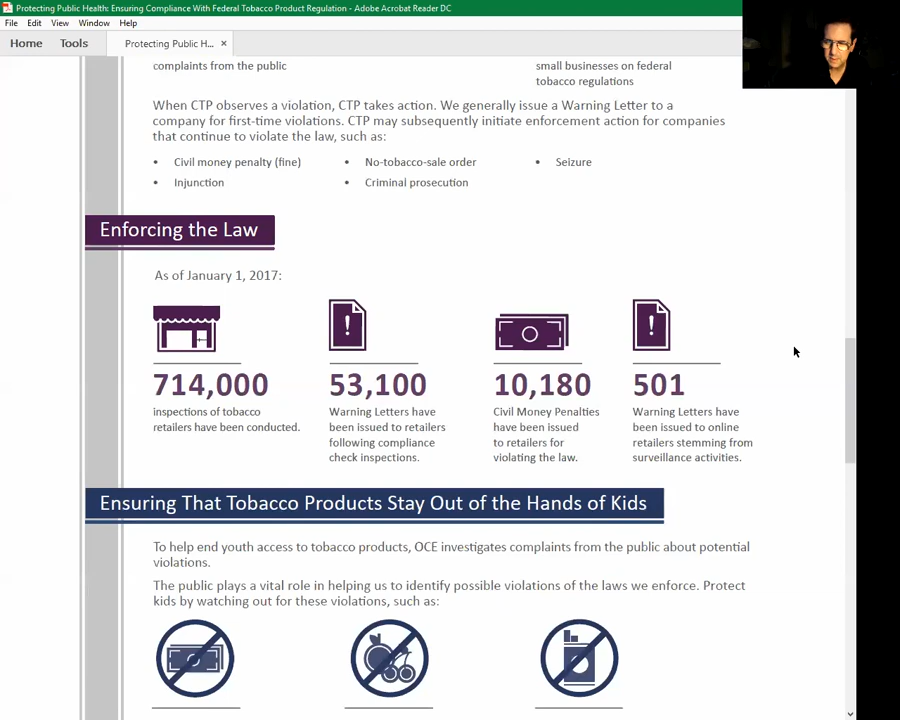 Protecting Public Health: Ensuring Compliance With Federal Tobacco Product Regulation - Adobe Acrobat Reader DC
File Edit View Window Help
Home Tools Protecting Public H... ×
complaints from the public
small businesses on federal
tobacco regulations
When CTP observes a violation, CTP takes action. We generally issue a Warning Letter to a
company for first-time violations. CTP may subsequently initiate enforcement action for companies
that continue to violate the law, such as:
• Civil money penalty (fine) • No-tobacco-sale order • Seizure
• Injunction • Criminal prosecution
Enforcing the Law
As of January 1, 2017:
714,000
inspections of tobacco
retailers have been conducted.
53,100
Warning Letters have
been issued to retailers
following compliance
check inspections.
10,180
Civil Money Penalties
have been issued
to retailers for
violating the law.
501
Warning Letters have
been issued to online
retailers stemming from
surveillance activities.
Ensuring That Tobacco Products Stay Out of the Hands of Kids
To help end youth access to tobacco products, OCE investigates complaints from the public about potential
violations.
The public plays a vital role in helping us to identify possible violations of the laws we enforce. Protect
kids by watching out for these violations, such as: